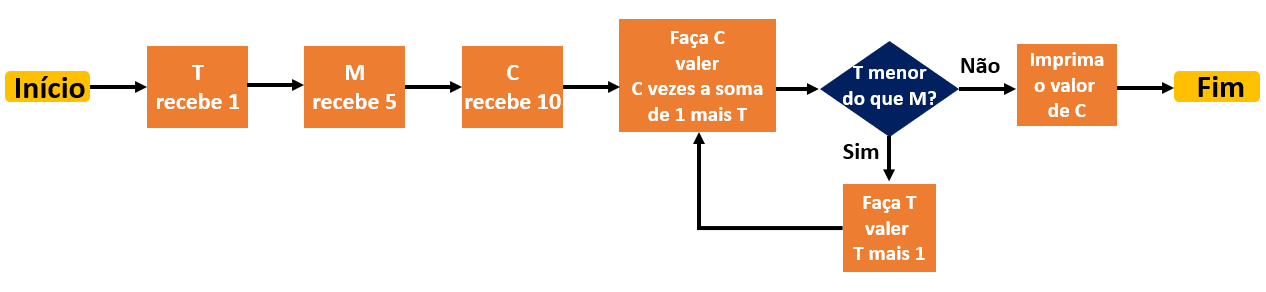 Início
T
recebe 1
M
recebe 5
C
recebe 10
Faça C
valer
C vezes a soma
de 1 mais T
T menor
do que M?
Não
Imprima
o valor
de C
Fim
Sim
Faça T
valer
T mais 1